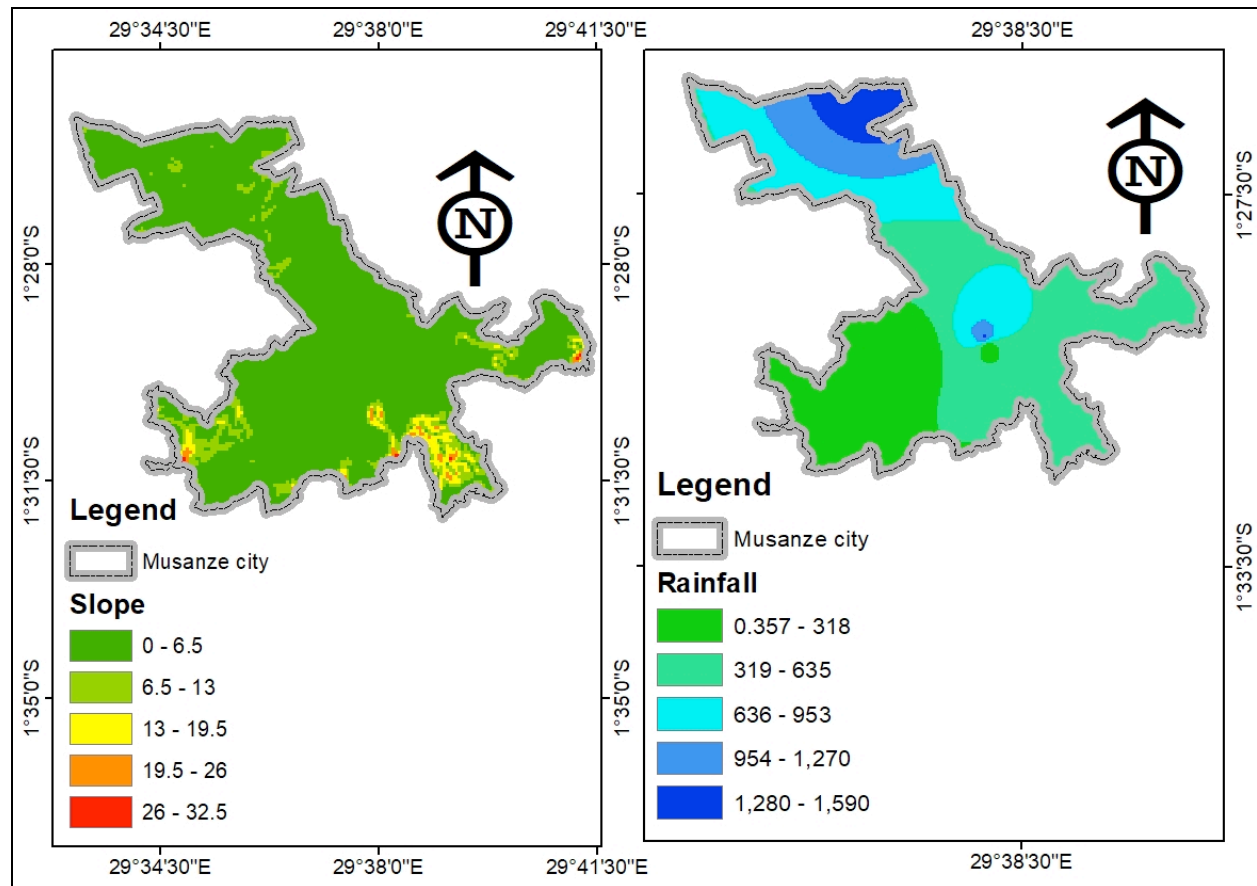 29°34'30"E 29°38'0"E 29°41'30"E
1°28'0"S
1°31'30"S
1°35'0"S
N
1°28'0"S
1°31'30"S
1°35'0"S
Legend
Musanze city
Slope
0 - 6.5
6.5 - 13
13 - 19.5
19.5 - 26
26 - 32.5
29°34'30"E 29°38'0"E 29°41'30"E
29°38'30"E
N
1°27'30"S
1°33'30"S
Legend
Musanze city
Rainfall
0.357 - 318
319 - 635
636 - 953
954 - 1,270
1,280 - 1,590
29°38'30"E